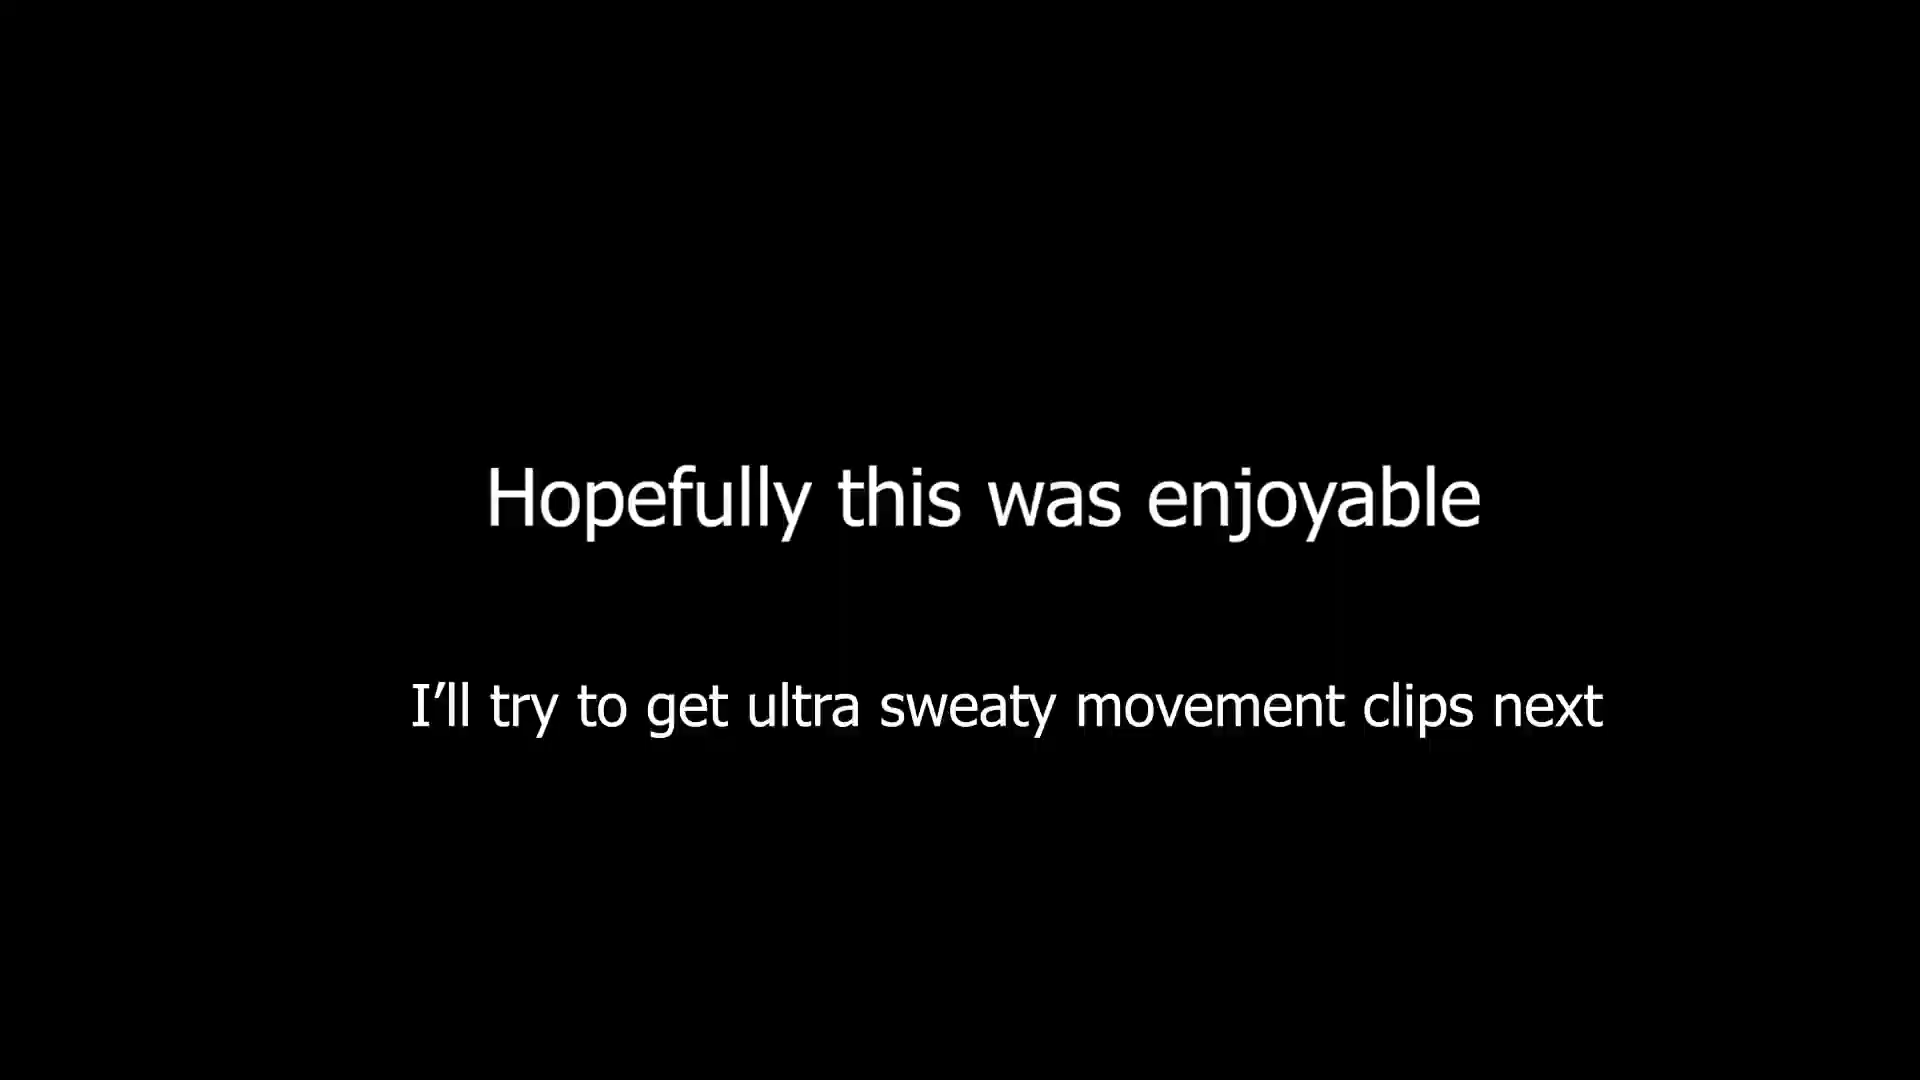 Hopefully this was enjoyable
I’ll try to get ultra sweaty movement clips next